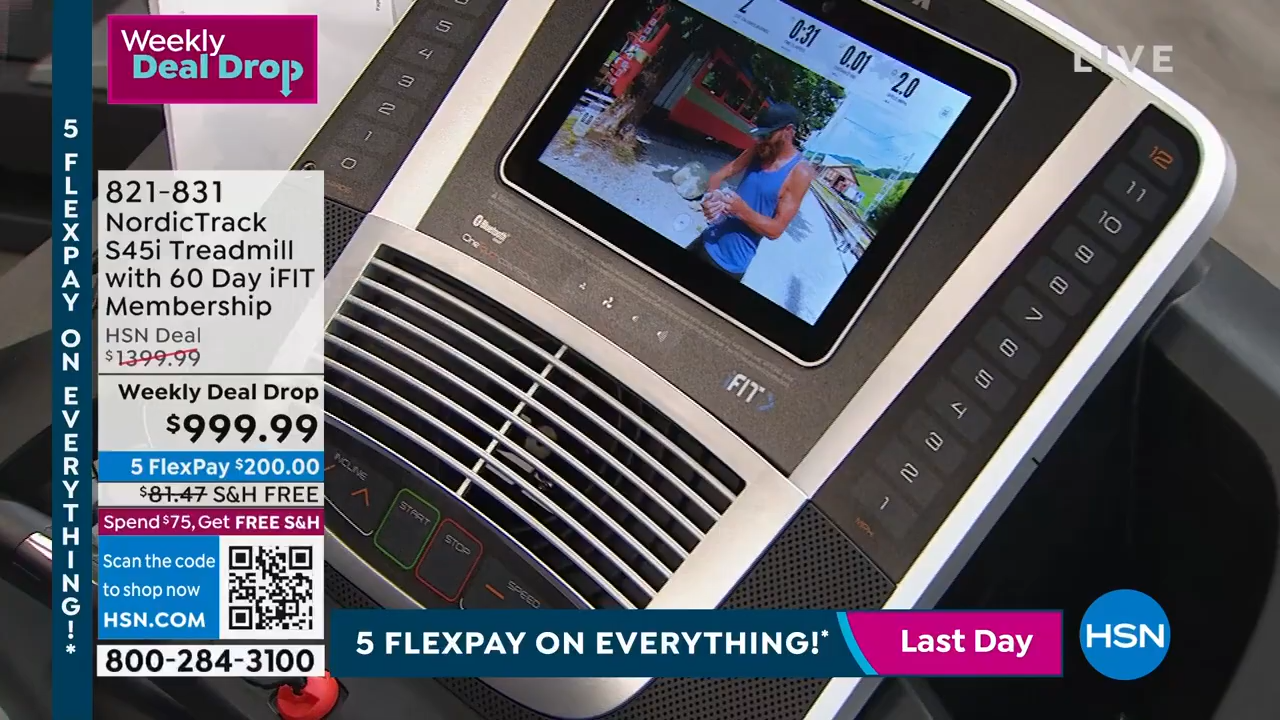 Weekly
Deal Drop
LIVE
5 FLEXPAY ON EVERYTHING!*
821-831
NordicTrack
S45i Treadmill
with 60 Day iFIT
Membership
HSN Deal
$1399.99
Weekly Deal Drop
$999.99
5 FlexPay $200.00
$81.47 S&H FREE
Spend $75, Get FREE S&H
Scan the code
to shop now
HSN.COM
800-284-3100
5 4 3 2 1 0
2 0:31 0.01 2.0
Bluetooth
iFIT
12
11
10
9
8
7
6
5
4
3
2
1
MPH
INCLINE
START
STOP
SPEED
5 FLEXPAY ON EVERYTHING!*
Last Day
HSN